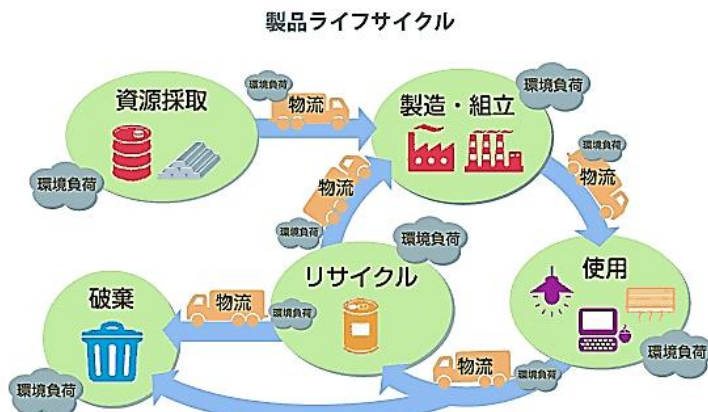 製品ライフサイクル
環境負荷
資源採取
物流
製造・組立
環境負荷
環境負荷
環境負荷
物流
物流
環境負荷
環境負荷
リサイクル
使用
破棄
物流
環境負荷
環境負荷
物流
環境負荷
環境負荷